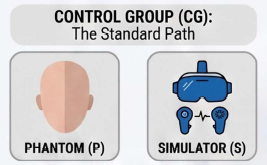 CONTROL GROUP (CG):
The Standard Path
PHANTOM (P)
SIMULATOR (S)